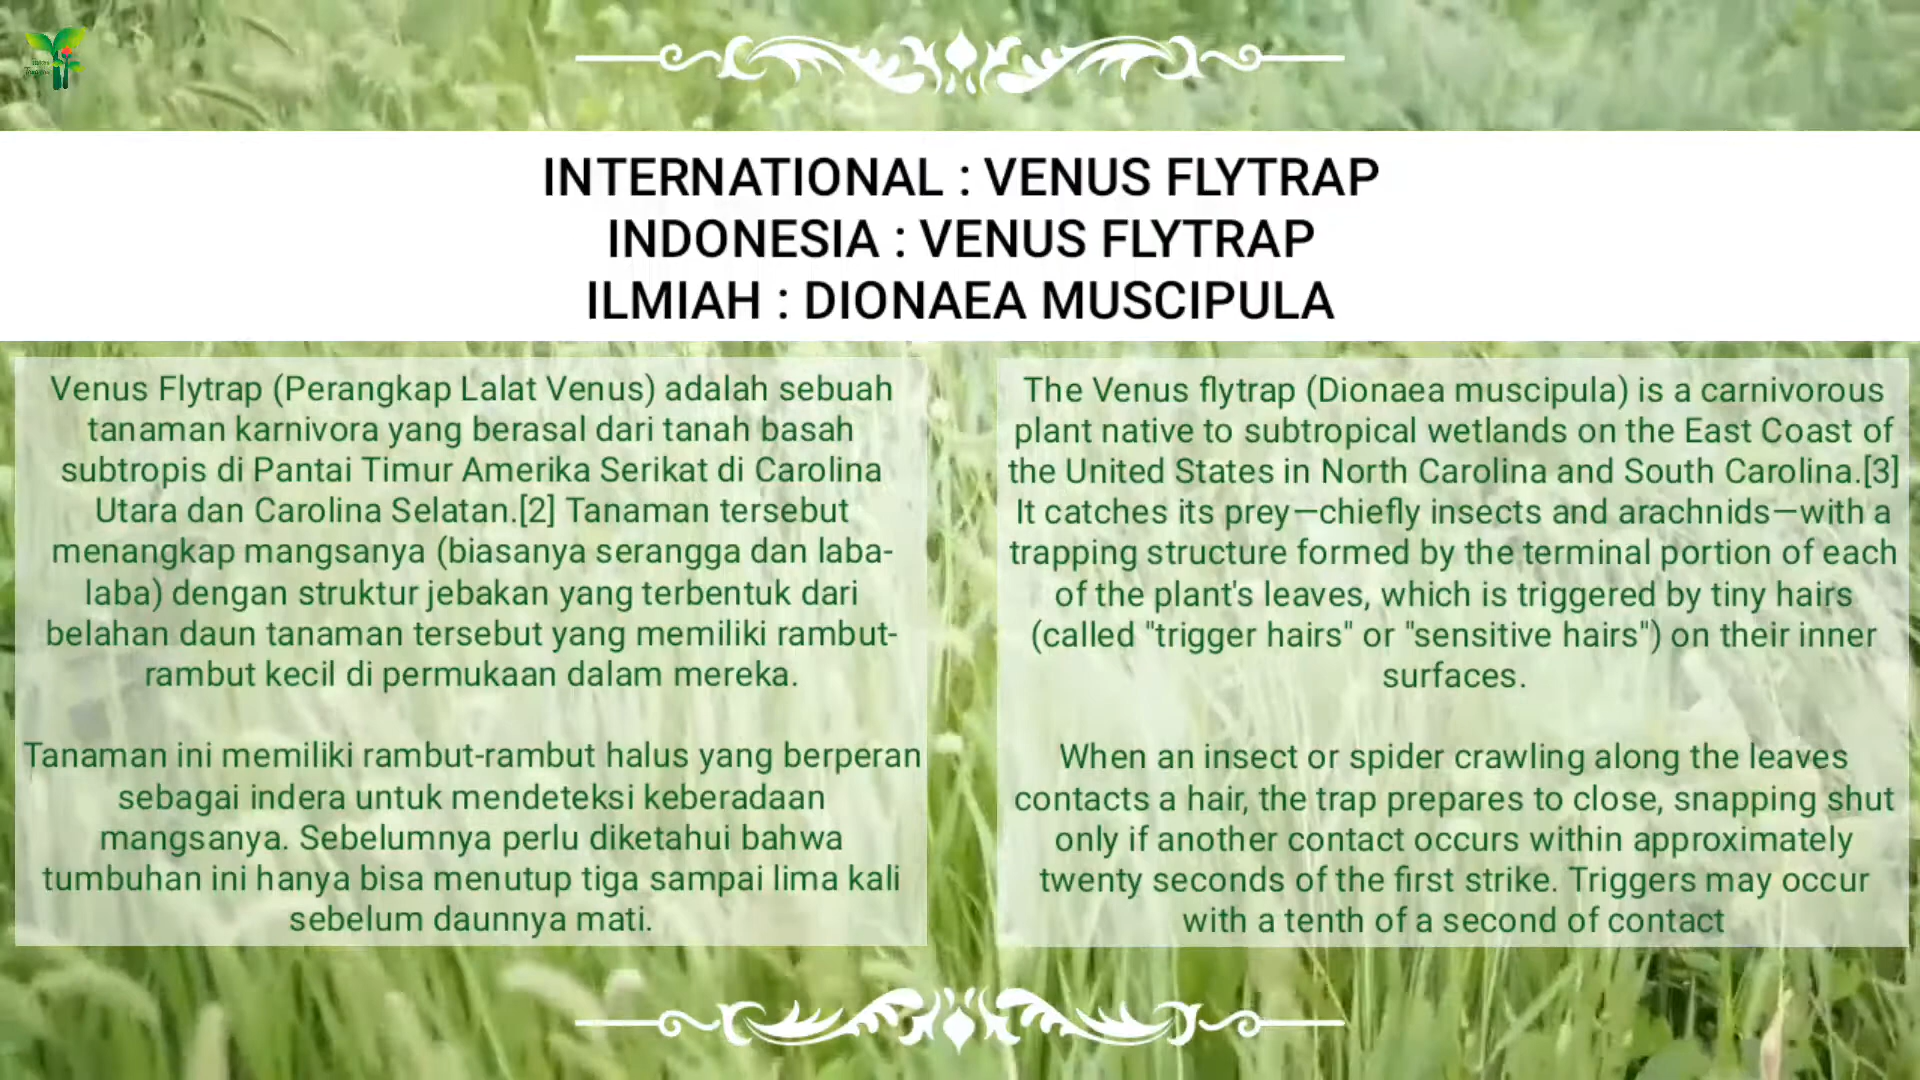 INTERNATIONAL : VENUS FLYTRAP
INDONESIA : VENUS FLYTRAP
ILMIAH : DIONAEA MUSCIPULA
Venus Flytrap (Perangkap Lalat Venus) adalah sebuah
tanaman karnivora yang berasal dari tanah basah
subtropis di Pantai Timur Amerika Serikat di Carolina
Utara dan Carolina Selatan.[2] Tanaman tersebut
menangkap mangsanya (biasanya serangga dan laba-
laba) dengan struktur jebakan yang terbentuk dari
belahan daun tanaman tersebut yang memiliki rambut-
rambut kecil di permukaan dalam mereka.
Tanaman ini memiliki rambut-rambut halus yang berperan
sebagai indera untuk mendeteksi keberadaan
mangsanya. Sebelumnya perlu diketahui bahwa
tumbuhan ini hanya bisa menutup tiga sampai lima kali
sebelum daunnya mati.
The Venus flytrap (Dionaea muscipula) is a carnivorous
plant native to subtropical wetlands on the East Coast of
the United States in North Carolina and South Carolina.[3]
It catches its prey—chiefly insects and arachnids—with a
trapping structure formed by the terminal portion of each
of the plant's leaves, which is triggered by tiny hairs
(called "trigger hairs" or "sensitive hairs") on their inner
surfaces.
When an insect or spider crawling along the leaves
contacts a hair, the trap prepares to close, snapping shut
only if another contact occurs within approximately
twenty seconds of the first strike. Triggers may occur
with a tenth of a second of contact